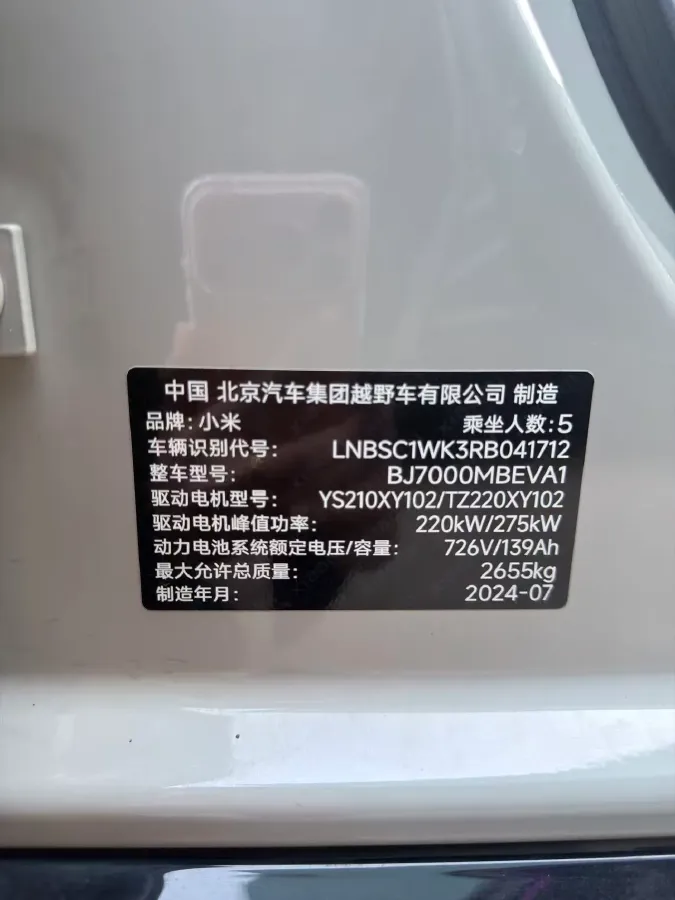 中国 北京汽车集团越野车有限公司 制造
品牌：小米 乘坐人数：5
车辆识别代号： LNBSC1WK3RB041712
整车型号： BJ7000MBEVA1
驱动电机型号： YS210XY102/TZ220XY102
驱动电机峰值功率： 220kW/275kW
动力电池系统额定电压/容量： 726V/139Ah
最大允许总质量： 2655kg
制造年月： 2024-07